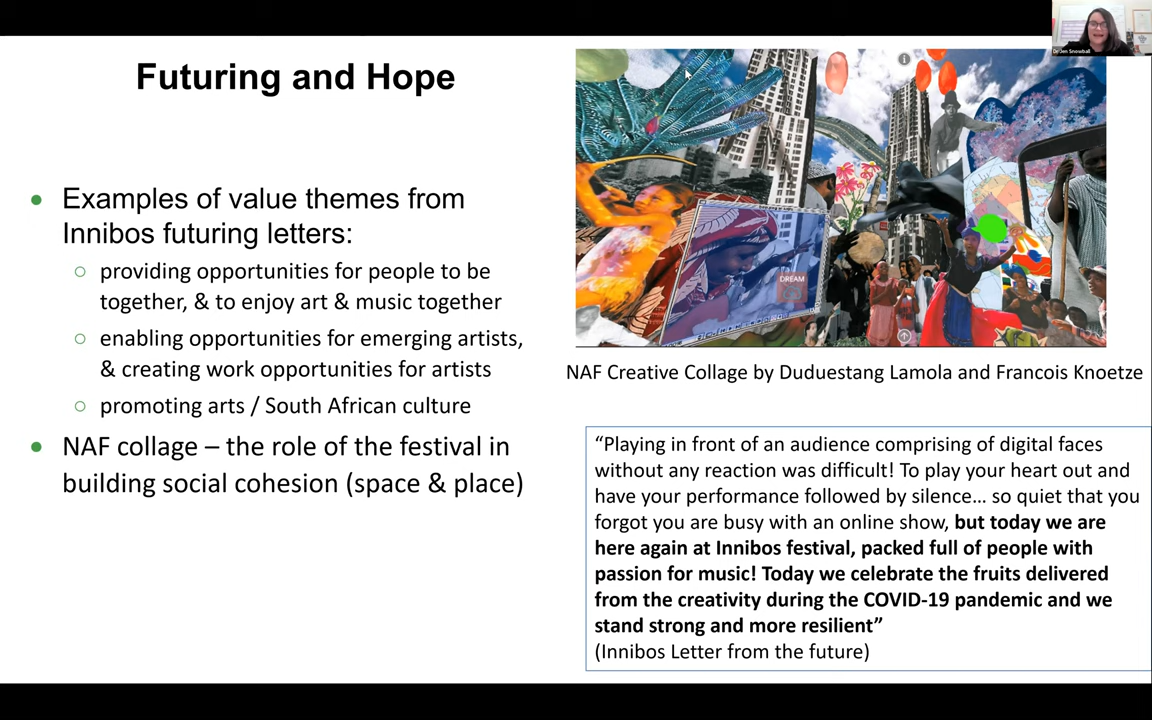 Dr Jen Snowball
Futuring and Hope
Examples of value themes from
Innibos futuring letters:
providing opportunities for people to be
together, & to enjoy art & music together
enabling opportunities for emerging artists,
& creating work opportunities for artists
promoting arts / South African culture
NAF collage – the role of the festival in
building social cohesion (space & place)
DREAM
NAF Creative Collage by Duduestang Lamola and Francois Knoetze
“Playing in front of an audience comprising of digital faces
without any reaction was difficult! To play your heart out and
have your performance followed by silence… so quiet that you
forgot you are busy with an online show, but today we are
here again at Innibos festival, packed full of people with
passion for music! Today we celebrate the fruits delivered
from the creativity during the COVID-19 pandemic and we
stand strong and more resilient”
(Innibos Letter from the future)